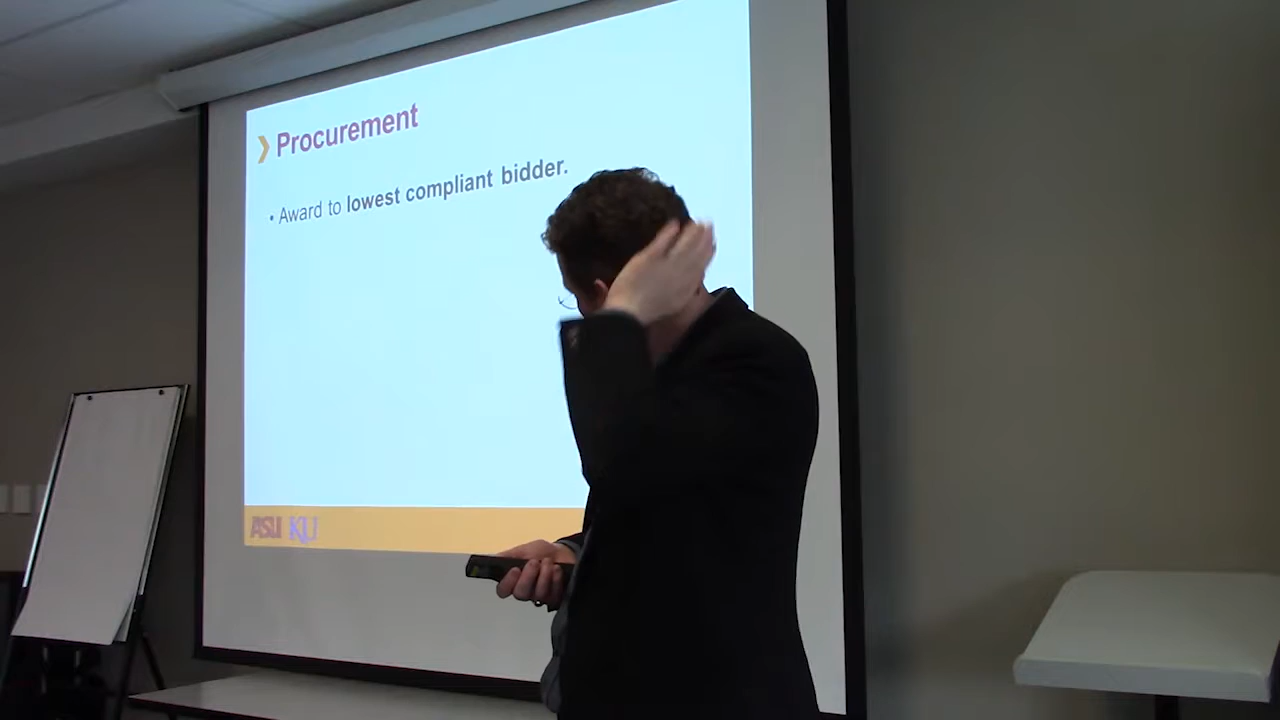 Procurement
• Award to lowest compliant bidder.
ASU KU